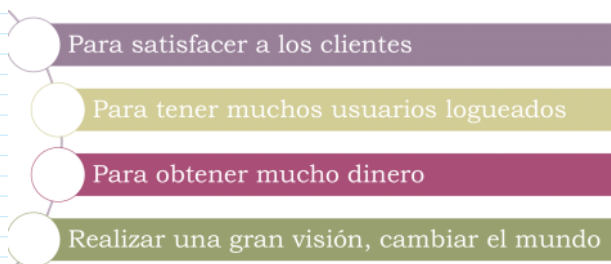 Para satisfacer a los clientes
Para tener muchos usuarios logueados
Para obtener mucho dinero
Realizar una gran visión, cambiar el mundo